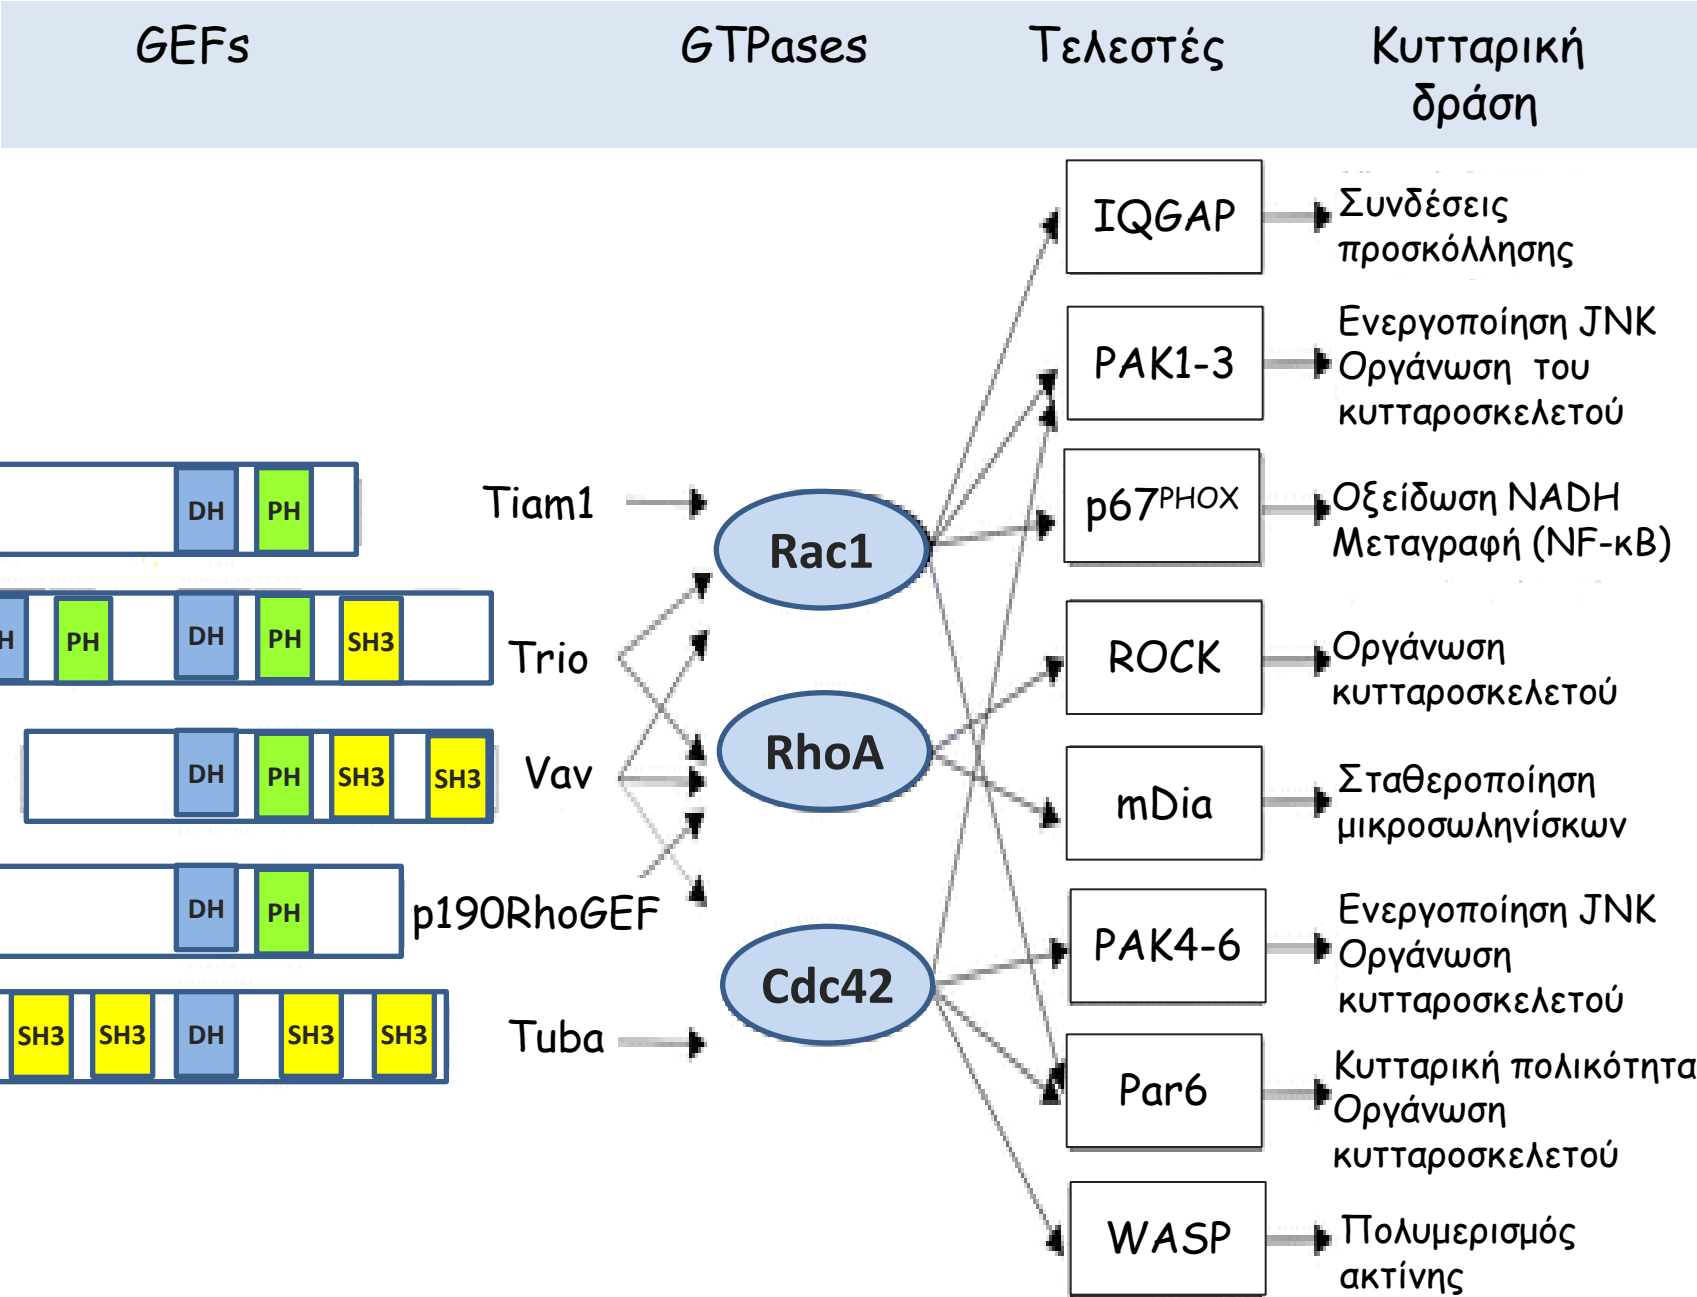 GEFs
GTPases
Τελεστές
Κυτταρική
δράση
IQGAP
Συνδέσεις
προσκόλλησης
PAK1-3
Ενεργοποίηση JNK
Οργάνωση του
κυτταροσκελετού
DH
PH
Tiam1
Rac1
p67PHOX
Οξείδωση NADH
Μεταγραφή (NF-κB)
H
PH
DH
PH
SH3
Trio
ROCK
Οργάνωση
κυτταροσκελετού
DH
PH
SH3
SH3
Vav
RhoA
mDia
Σταθεροποίηση
μικροσωληνίσκων
DH
PH
p190RhoGEF
PAK4-6
Ενεργοποίηση JNK
Οργάνωση
κυτταροσκελετού
SH3
SH3
DH
SH3
SH3
Tuba
Cdc42
Par6
Κυτταρική πολικότητα
Οργάνωση
κυτταροσκελετού
WASP
Πολυμερισμός
ακτίνης